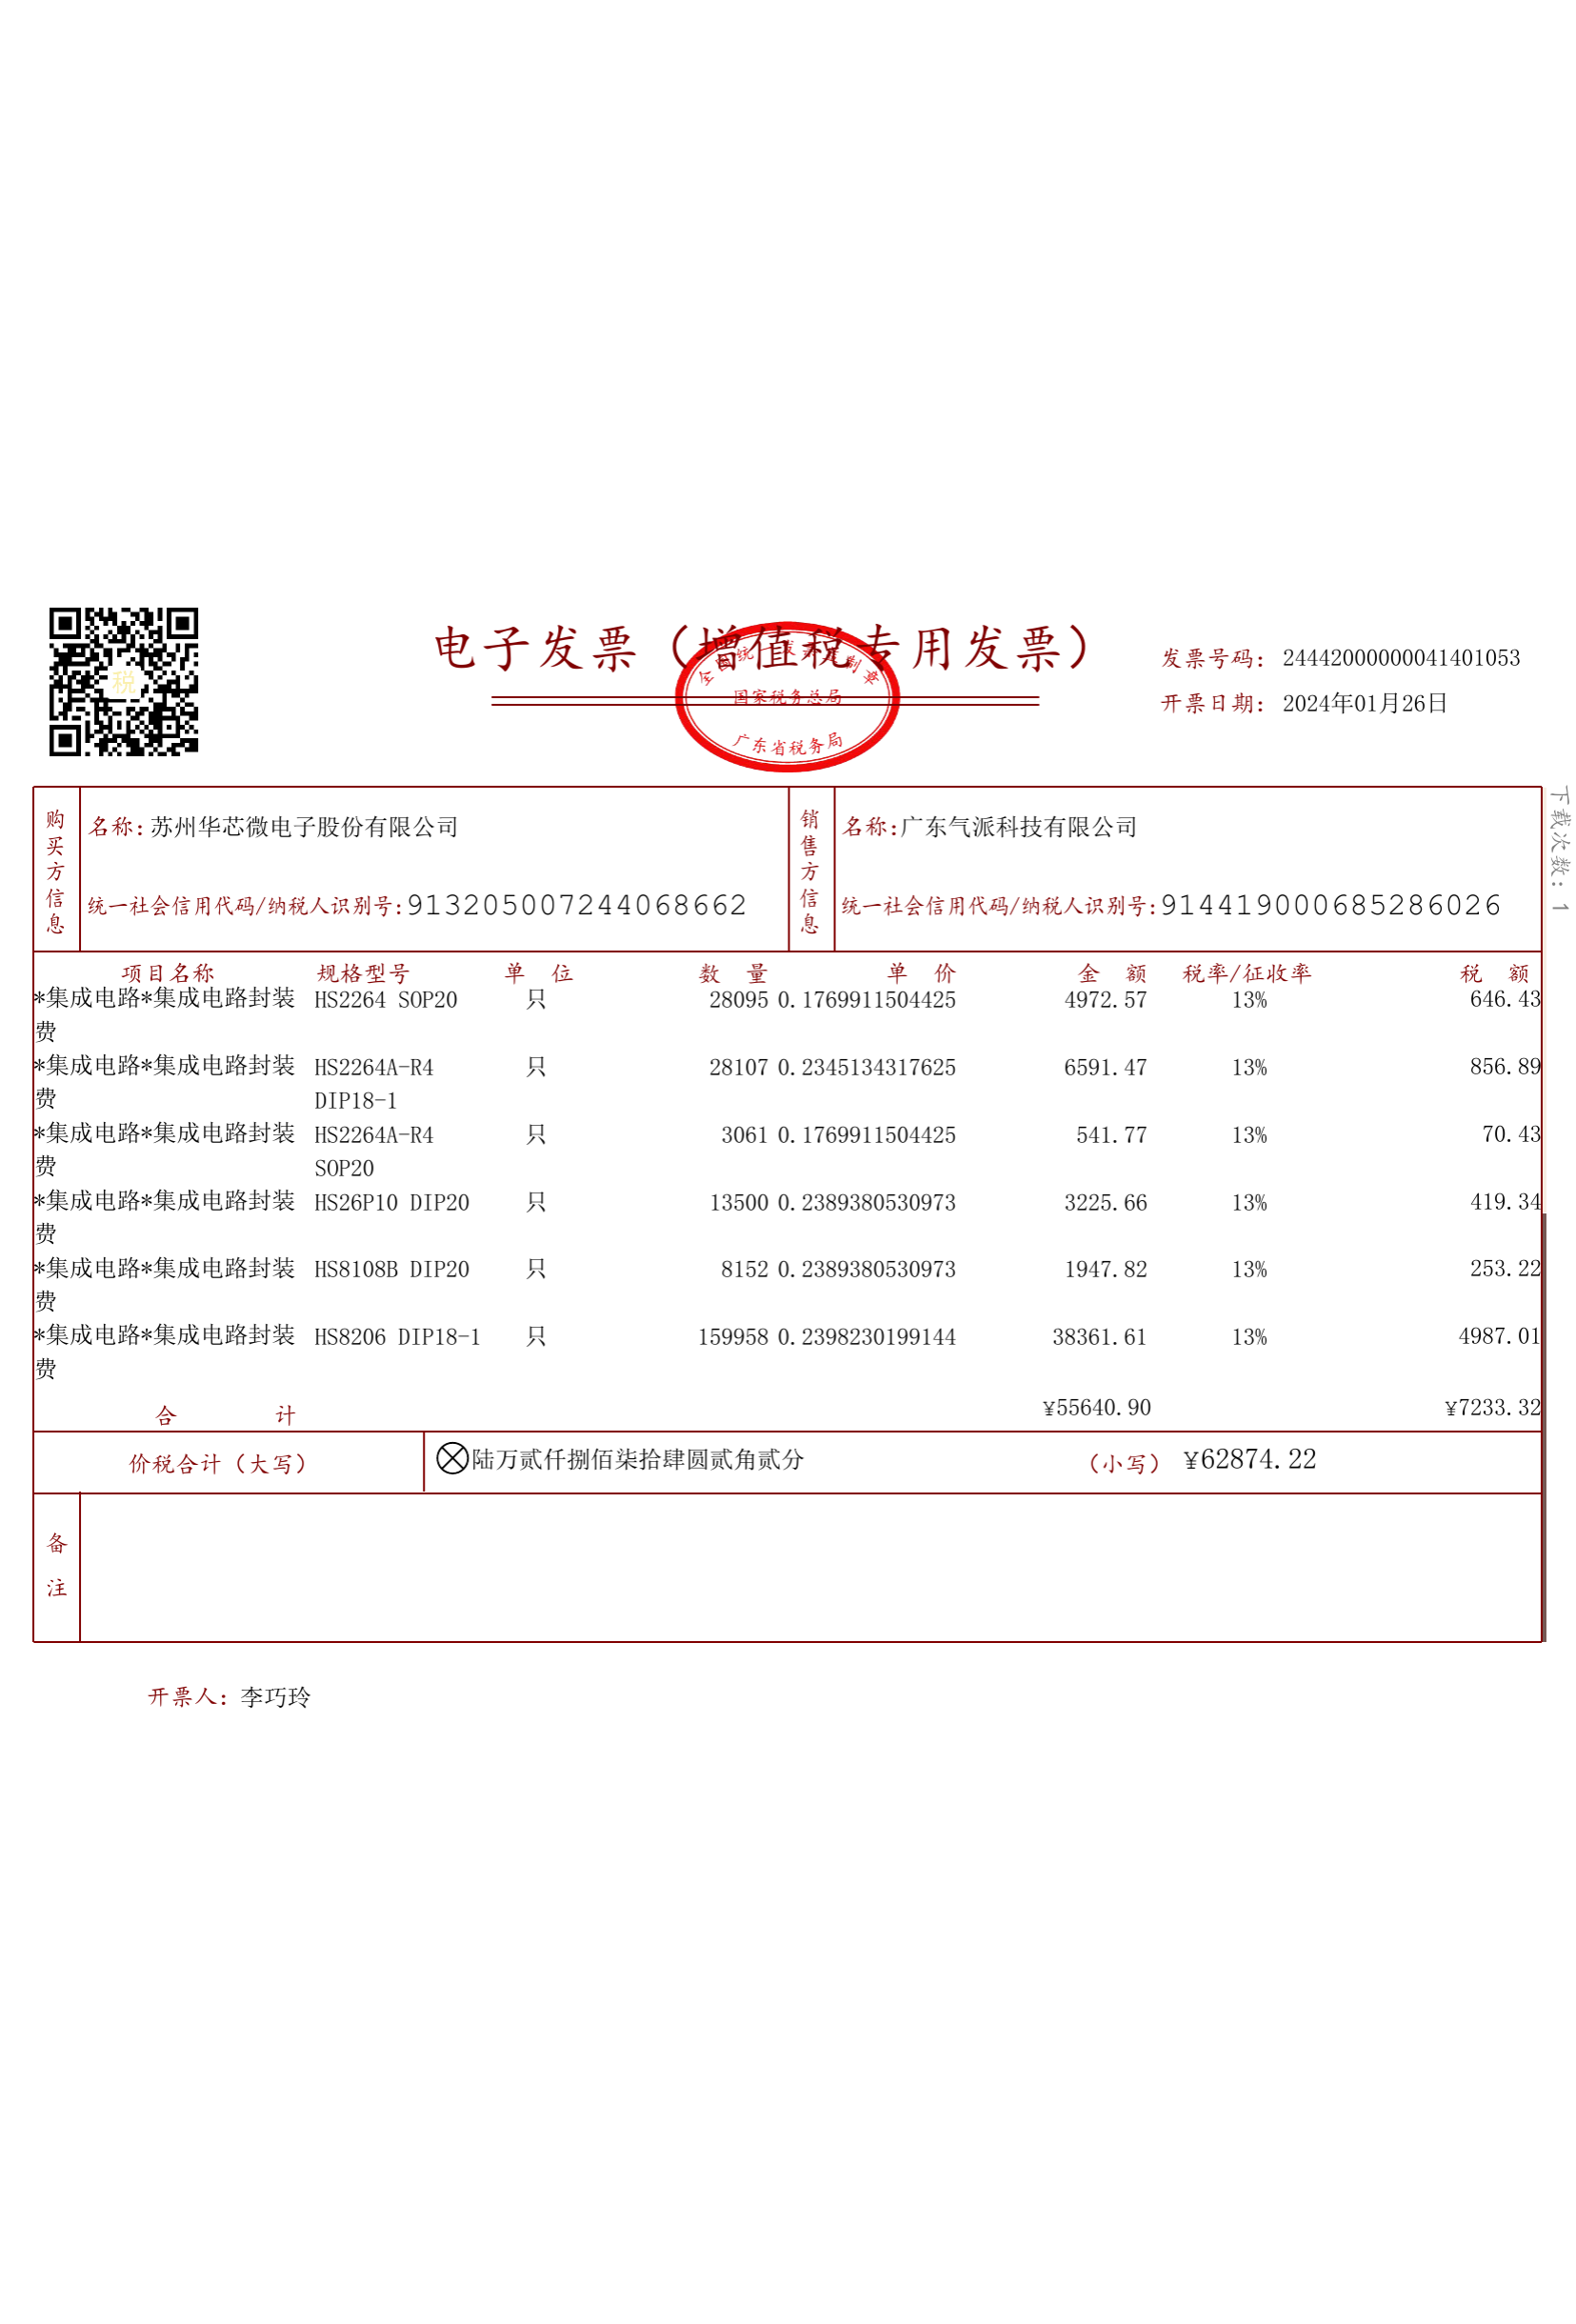 税
电子发票（增值税专用发票）
全国统一发票监制章
国家税务总局
广东省税务局
发票号码：24442000000041401053
开票日期：2024年01月26日
下载次数：1
购买方信息
名称：苏州华芯微电子股份有限公司
统一社会信用代码/纳税人识别号：913205007244068662
销售方信息
名称：广东气派科技有限公司
统一社会信用代码/纳税人识别号：914419000685286026
项目名称 规格型号 单 位 数 量 单 价 金 额 税率/征收率 税 额
*集成电路*集成电路封装 HS2264 SOP20 只 28095 0.1769911504425 4972.57 13% 646.43
费
*集成电路*集成电路封装 HS2264A-R4 只 28107 0.2345134317625 6591.47 13% 856.89
费 DIP18-1
*集成电路*集成电路封装 HS2264A-R4 只 3061 0.1769911504425 541.77 13% 70.43
费 SOP20
*集成电路*集成电路封装 HS26P10 DIP20 只 13500 0.2389380530973 3225.66 13% 419.34
费
*集成电路*集成电路封装 HS8108B DIP20 只 8152 0.2389380530973 1947.82 13% 253.22
费
*集成电路*集成电路封装 HS8206 DIP18-1 只 159958 0.2398230199144 38361.61 13% 4987.01
费
合 计 ¥55640.90 ¥7233.32
价税合计（大写） 陆万贰仟捌佰柒拾肆圆贰角贰分 （小写） ¥62874.22
备注
开票人：李巧玲